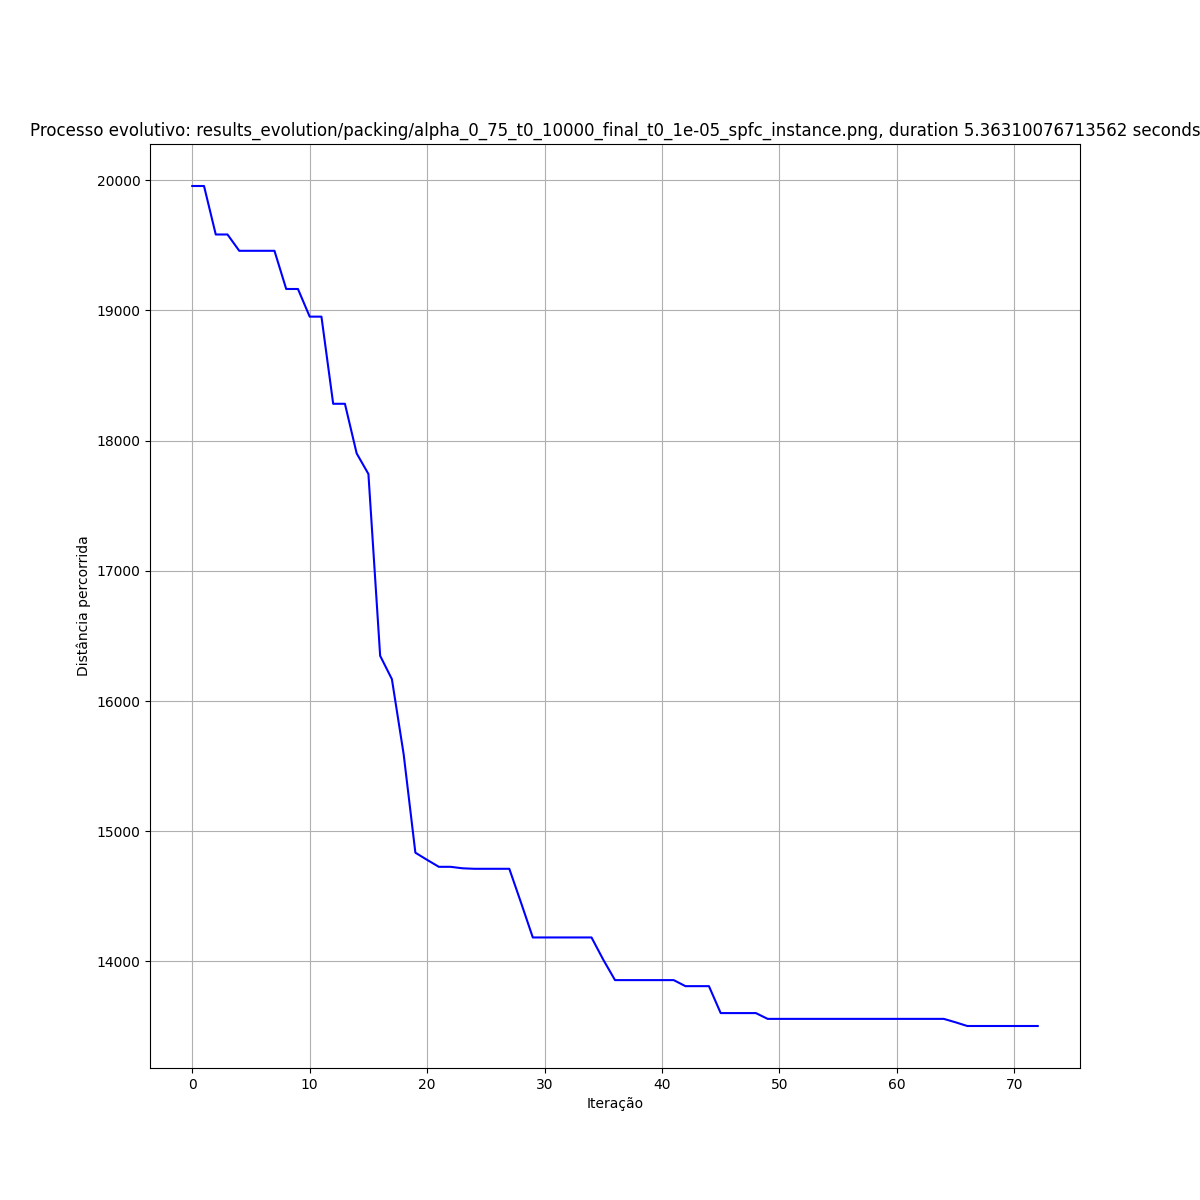 Processo evolutivo: results_evolution/packing/alpha_0_75_t0_10000_final_t0_1e-05_spfc_instance.png, duration 5.36310076713562 seconds
20000
19000
18000
17000
16000
15000
14000
Distância percorrida
0 10 20 30 40 50 60 70
Iteração